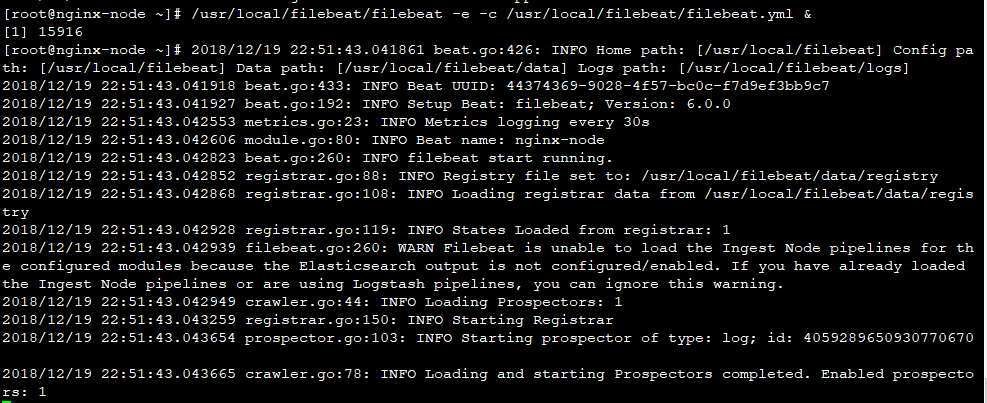 [root@nginx-node ~]# /usr/local/filebeat/filebeat -e -c /usr/local/filebeat/filebeat.yml &
[1] 15916
[root@nginx-node ~]# 2018/12/19 22:51:43.041861 beat.go:426: INFO Home path: [/usr/local/filebeat] Config pa
th: [/usr/local/filebeat] Data path: [/usr/local/filebeat/data] Logs path: [/usr/local/filebeat/logs]
2018/12/19 22:51:43.041918 beat.go:433: INFO Beat UUID: 44374369-9028-4f57-bc0c-f7d9ef3bb9c7
2018/12/19 22:51:43.041927 beat.go:192: INFO Setup Beat: filebeat; Version: 6.0.0
2018/12/19 22:51:43.042553 metrics.go:23: INFO Metrics logging every 30s
2018/12/19 22:51:43.042606 module.go:80: INFO Beat name: nginx-node
2018/12/19 22:51:43.042823 beat.go:260: INFO filebeat start running.
2018/12/19 22:51:43.042852 registrar.go:88: INFO Registry file set to: /usr/local/filebeat/data/registry
2018/12/19 22:51:43.042868 registrar.go:108: INFO Loading registrar data from /usr/local/filebeat/data/regis
try
2018/12/19 22:51:43.042928 registrar.go:119: INFO States Loaded from registrar: 1
2018/12/19 22:51:43.042939 filebeat.go:260: WARN Filebeat is unable to load the Ingest Node pipelines for th
e configured modules because the Elasticsearch output is not configured/enabled. If you have already loaded
the Ingest Node pipelines or are using Logstash pipelines, you can ignore this warning.
2018/12/19 22:51:43.042949 crawler.go:44: INFO Loading Prospectors: 1
2018/12/19 22:51:43.043259 registrar.go:150: INFO Starting Registrar
2018/12/19 22:51:43.043654 prospector.go:103: INFO Starting prospector of type: log; id: 4059289650930770670
2018/12/19 22:51:43.043665 crawler.go:78: INFO Loading and starting Prospectors completed. Enabled prospecto
rs: 1